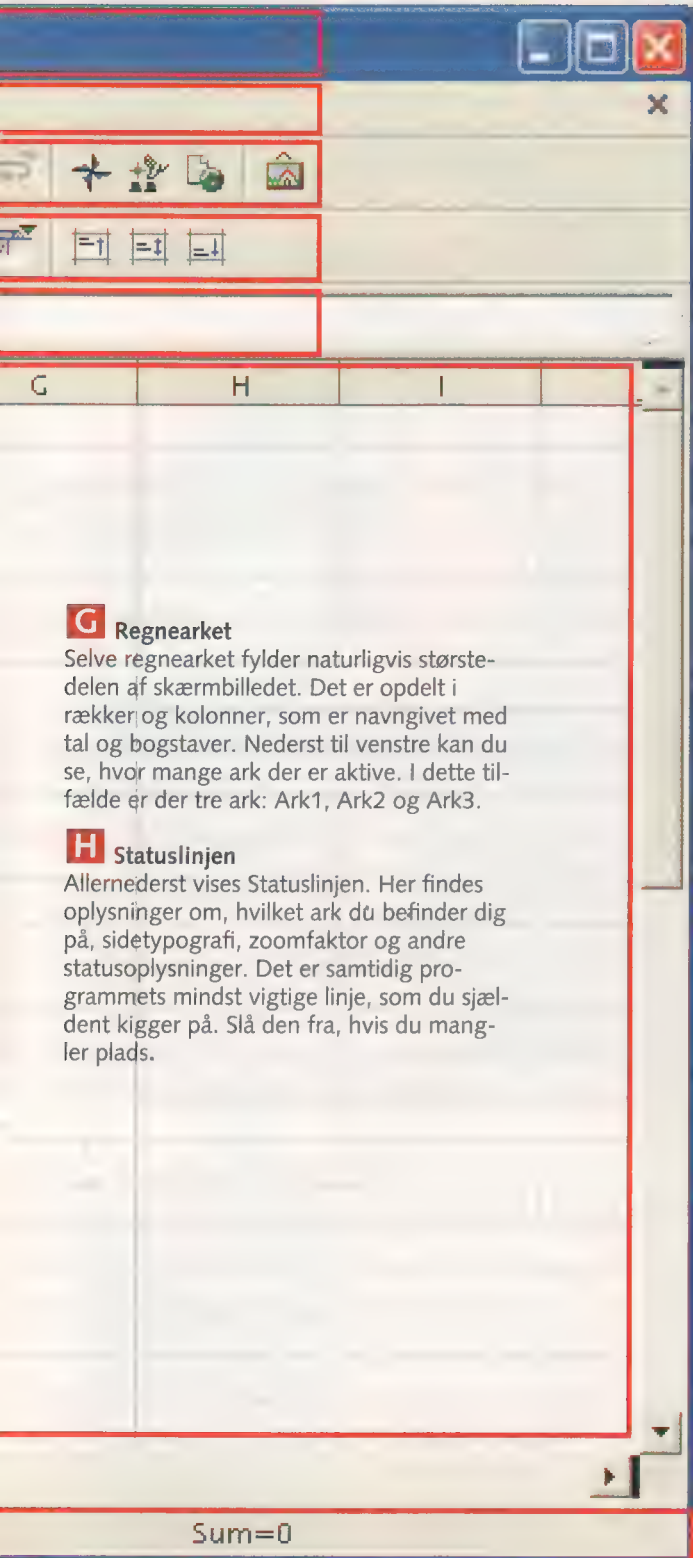 G H I
G Regnearket
Selve regnearket fylder naturligvis største-
delen af skærmbilledet. Det er opdelt i
rækker og kolonner, som er navngivet med
tal og bogstaver. Nederst til venstre kan du
se, hvor mange ark der er aktive. I dette til-
fælde er der tre ark: Ark1, Ark2 og Ark3.
H Statuslinjen
Allernederst vises Statuslinjen. Her findes
oplysninger om, hvilket ark du befinder dig
på, sidetypografi, zoomfaktor og andre
statusoplysninger. Det er samtidig pro-
grammets mindst vigtige linje, som du sjæl-
dent kigger på. Slå den fra, hvis du mang-
ler plads.
Sum=0